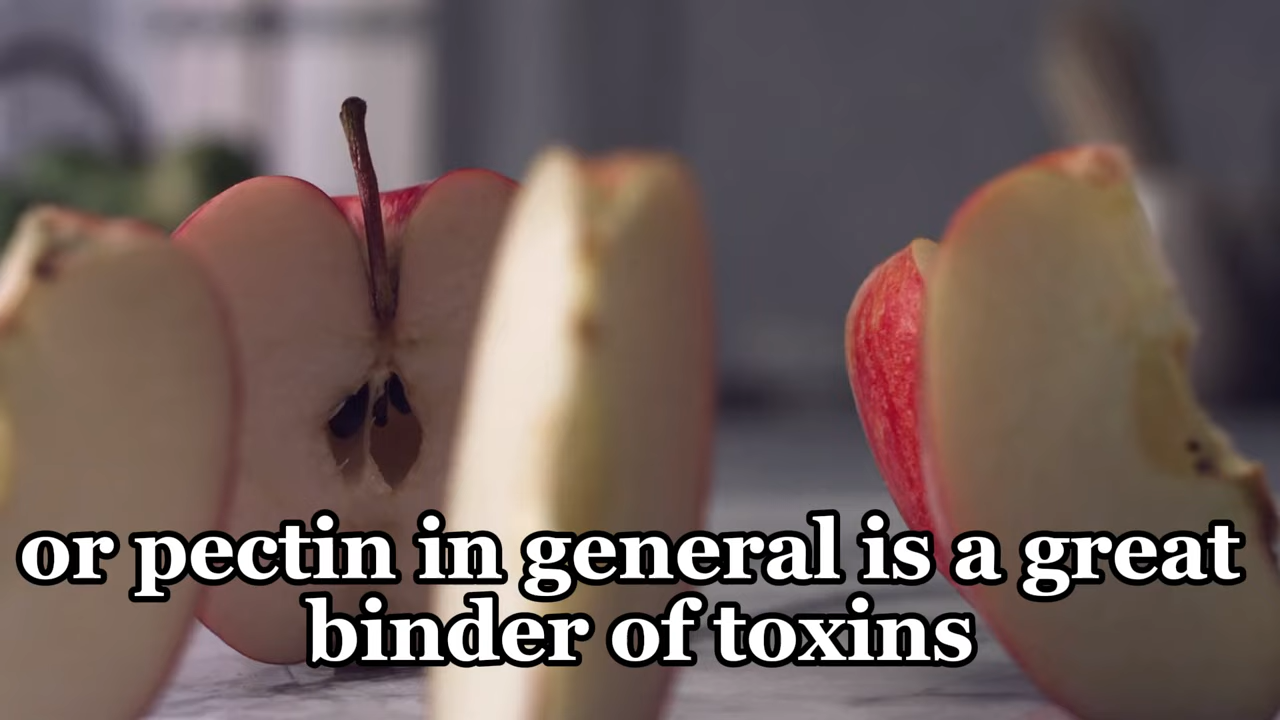 or pectin in general is a great
binder of toxins